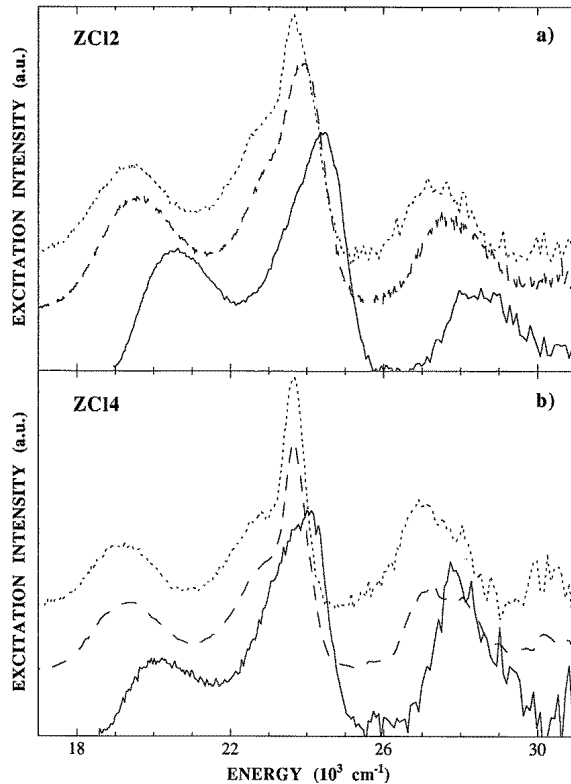 ZCl2
a)
EXCITATION INTENSITY (a.u.)
ZCl4
b)
EXCITATION INTENSITY (a.u.)
18 22 26 30
ENERGY (10³ cm⁻¹)